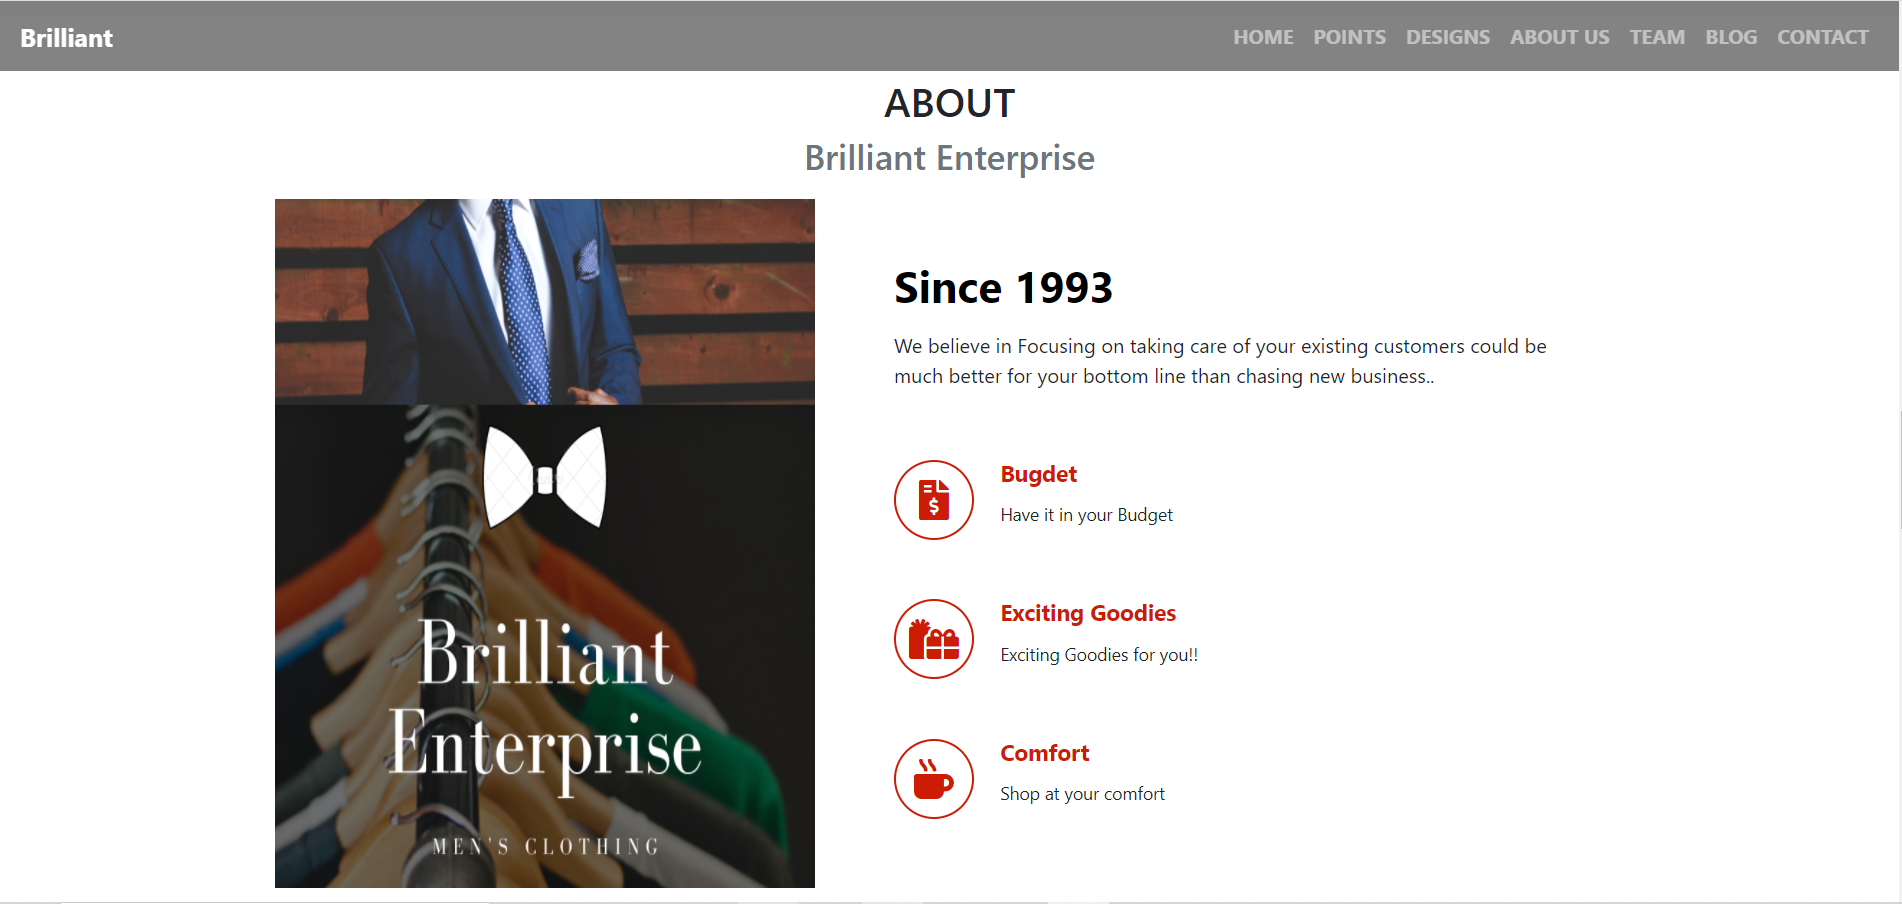 Brilliant
HOME POINTS DESIGNS ABOUT US TEAM BLOG CONTACT
ABOUT
Brilliant Enterprise
Brilliant
Enterprise
MEN'S CLOTHING
Since 1993
We believe in Focusing on taking care of your existing customers could be
much better for your bottom line than chasing new business..
Bugdet
Have it in your Budget
Exciting Goodies
Exciting Goodies for you!!
Comfort
Shop at your comfort